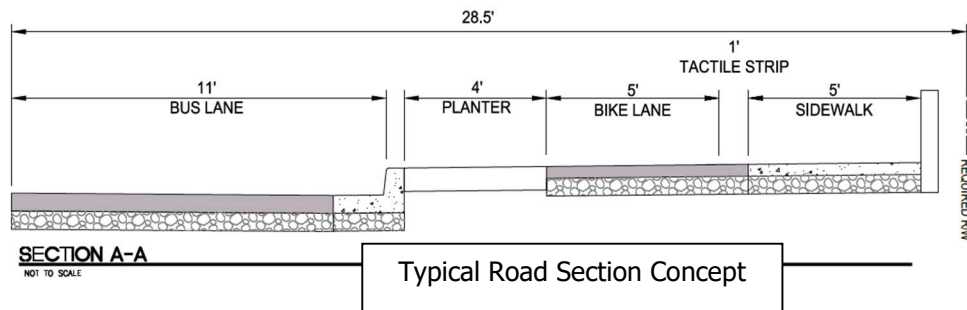 28.5'
1'
TACTILE STRIP
11'
BUS LANE
4'
PLANTER
5'
BIKE LANE
5'
SIDEWALK
REQUIRED R/W
SECTION A-A
NOT TO SCALE
Typical Road Section Concept